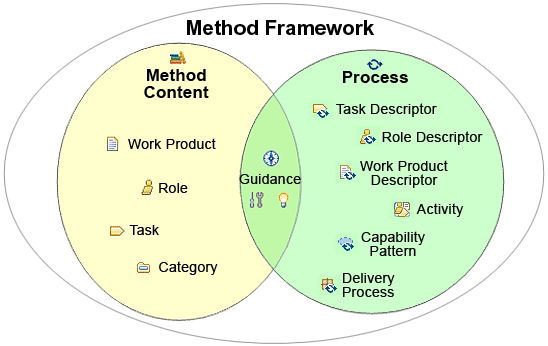 Method Framework
Method
Content
Work Product
Role
Task
Category
Guidance
Process
Task Descriptor
Role Descriptor
Work Product
Descriptor
Activity
Capability
Pattern
Delivery
Process